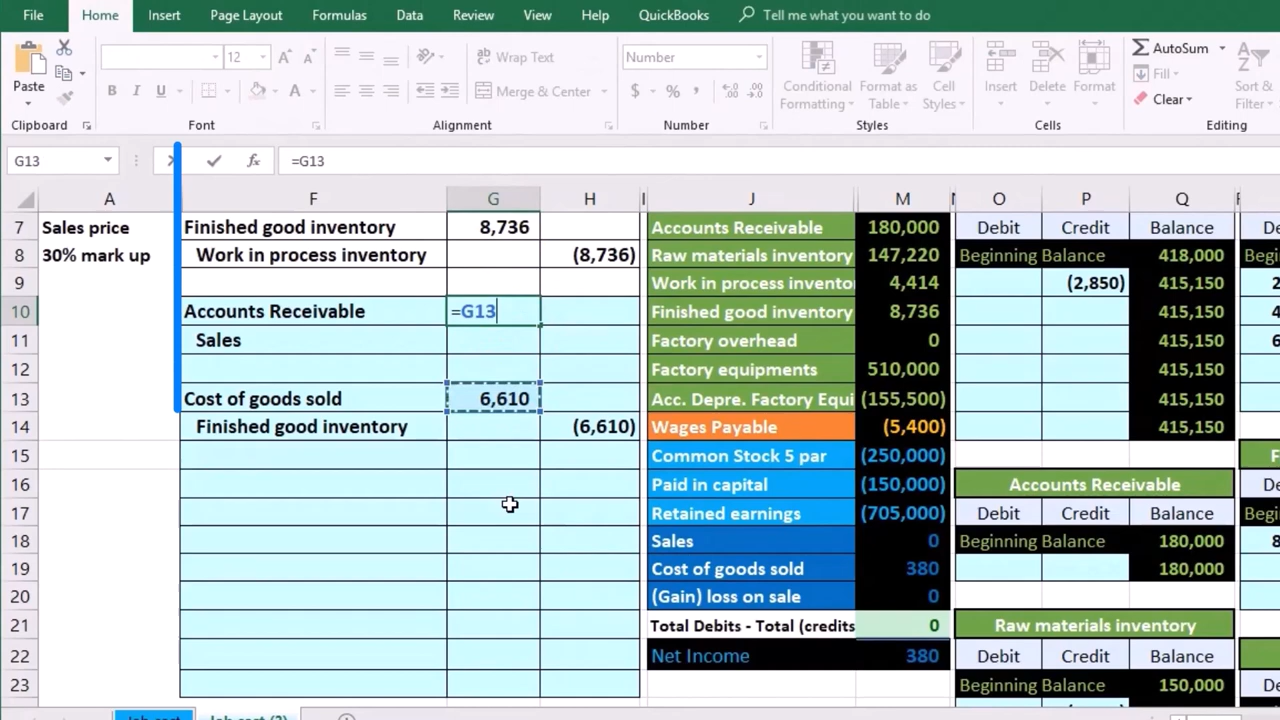 File Home Insert Page Layout Formulas Data Review View Help QuickBooks Tell me what you want to do
Paste
12
Wrap Text
Merge & Center
Number
$ % ,
Conditional Formatting
Format as Table
Cell Styles
Insert Delete Format
AutoSum
Fill
Clear
Sort & Filter
Clipboard Font Alignment Number Styles Cells Editing
G13 fx =G13
A F G H I J M N O P Q
7 Sales price Finished good inventory 8,736 Accounts Receivable 180,000 Debit Credit Balance
8 30% mark up Work in process inventory (8,736) Raw materials inventory 147,220 Beginning Balance 418,000
9 Work in process invento 4,414 (2,850) 415,150
10 Accounts Receivable =G13 Finished good inventory 8,736 415,150
11 Sales Factory overhead 0 415,150
12 Factory equipments 510,000 415,150
13 Cost of goods sold 6,610 Acc. Depre. Factory Equi (155,500) 415,150
14 Finished good inventory (6,610) Wages Payable (5,400) 415,150
15 Common Stock 5 par (250,000)
16 Paid in capital (150,000) Accounts Receivable
17 Retained earnings (705,000) Debit Credit Balance
18 Sales 0 Beginning Balance 180,000
19 Cost of goods sold 380 180,000
20 (Gain) loss on sale 0
21 Total Debits - Total (credits 0 Raw materials inventory
22 Net Income 380 Debit Credit Balance
23 Beginning Balance 150,000